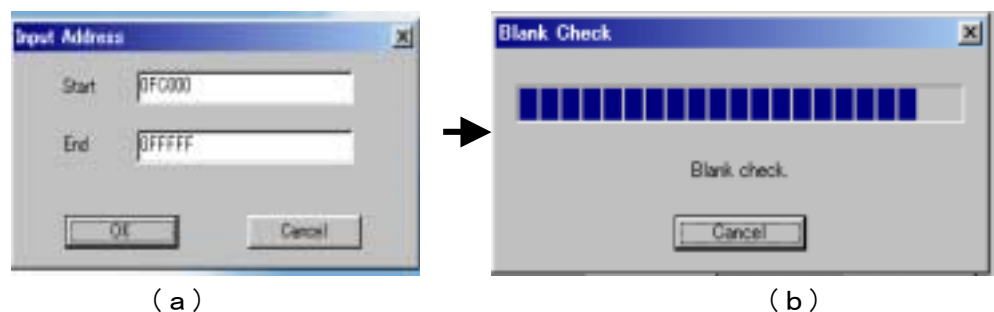 Input Address
Start 0FC000
End 0FFFFF
OK Cancel
(a)
Blank Check
Blank check.
Cancel
(b)